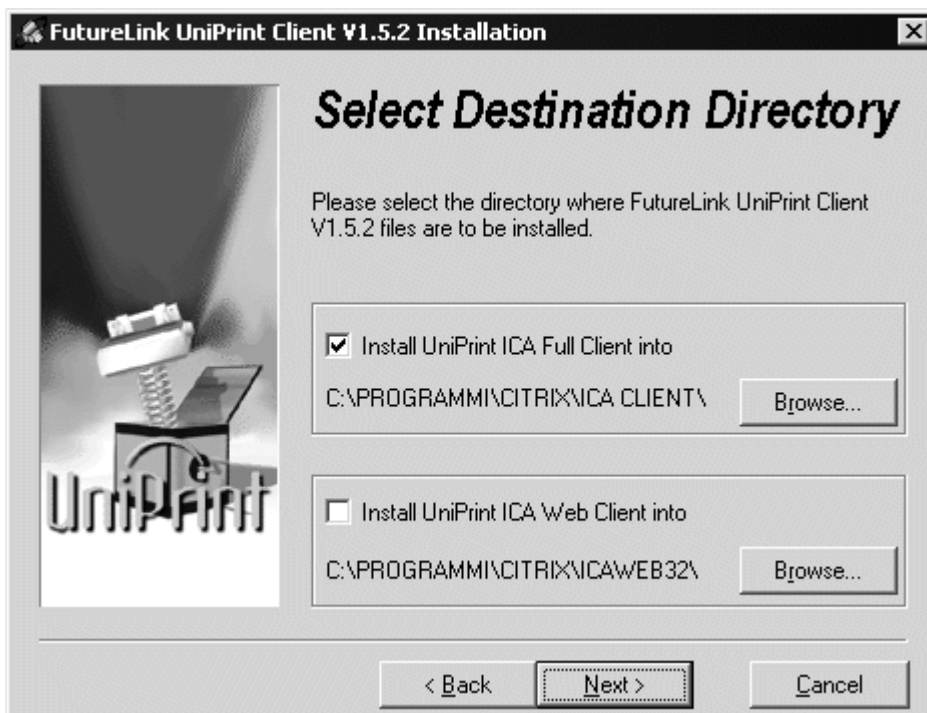 FutureLink UniPrint Client V1.5.2 Installation
Select Destination Directory
Please select the directory where FutureLink UniPrint Client
V1.5.2 files are to be installed.
Install UniPrint ICA Full Client into
C:\PROGRAMMI\CITRIX\ICA CLIENT\
Browse...
UniPrint
Install UniPrint ICA Web Client into
C:\PROGRAMMI\CITRIX\ICAWEB32\
Browse...
< Back
Next >
Cancel